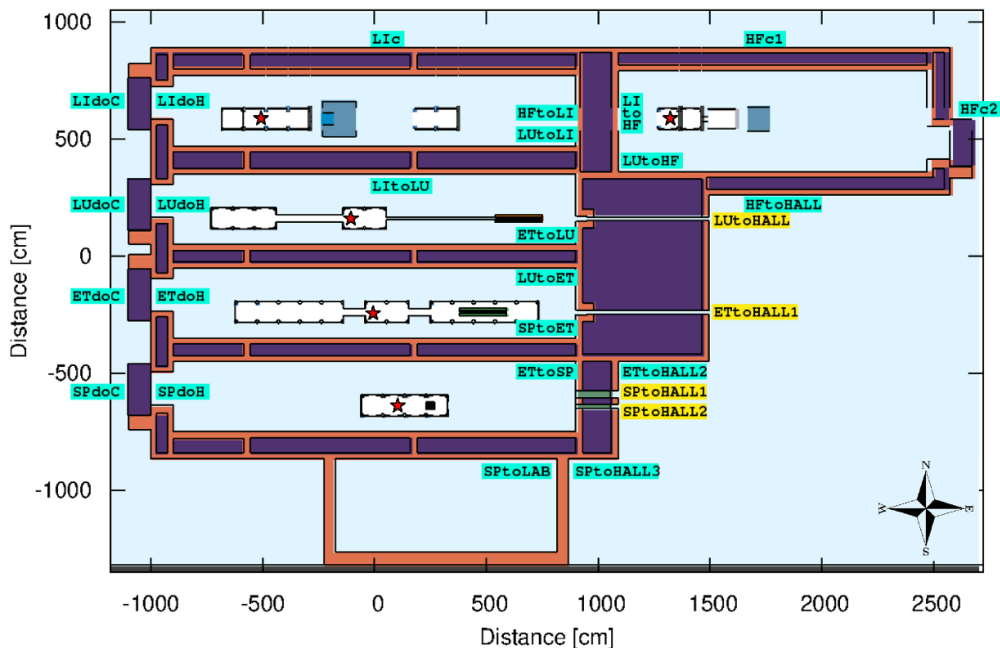 1000
500
0
-500
-1000
Distance [cm]
LIc
HFc1
LIdoC
LIdoH
HFtoLI
LI
to
HF
HFc2
LUtoLI
LUtoHF
LItoLU
LUdoC
LUdoH
HFtoHALL
LUtoHALL
ETtoLU
ETdoC
ETdoH
LUtoET
ETtoHALL1
SPtoET
ETtoSP
ETtoHALL2
SPdoC
SPdoH
SPtoHALL1
SPtoHALL2
SPtoLAB
SPtoHALL3
N
W
E
S
-1000
-500
0
500
1000
1500
2000
2500
Distance [cm]